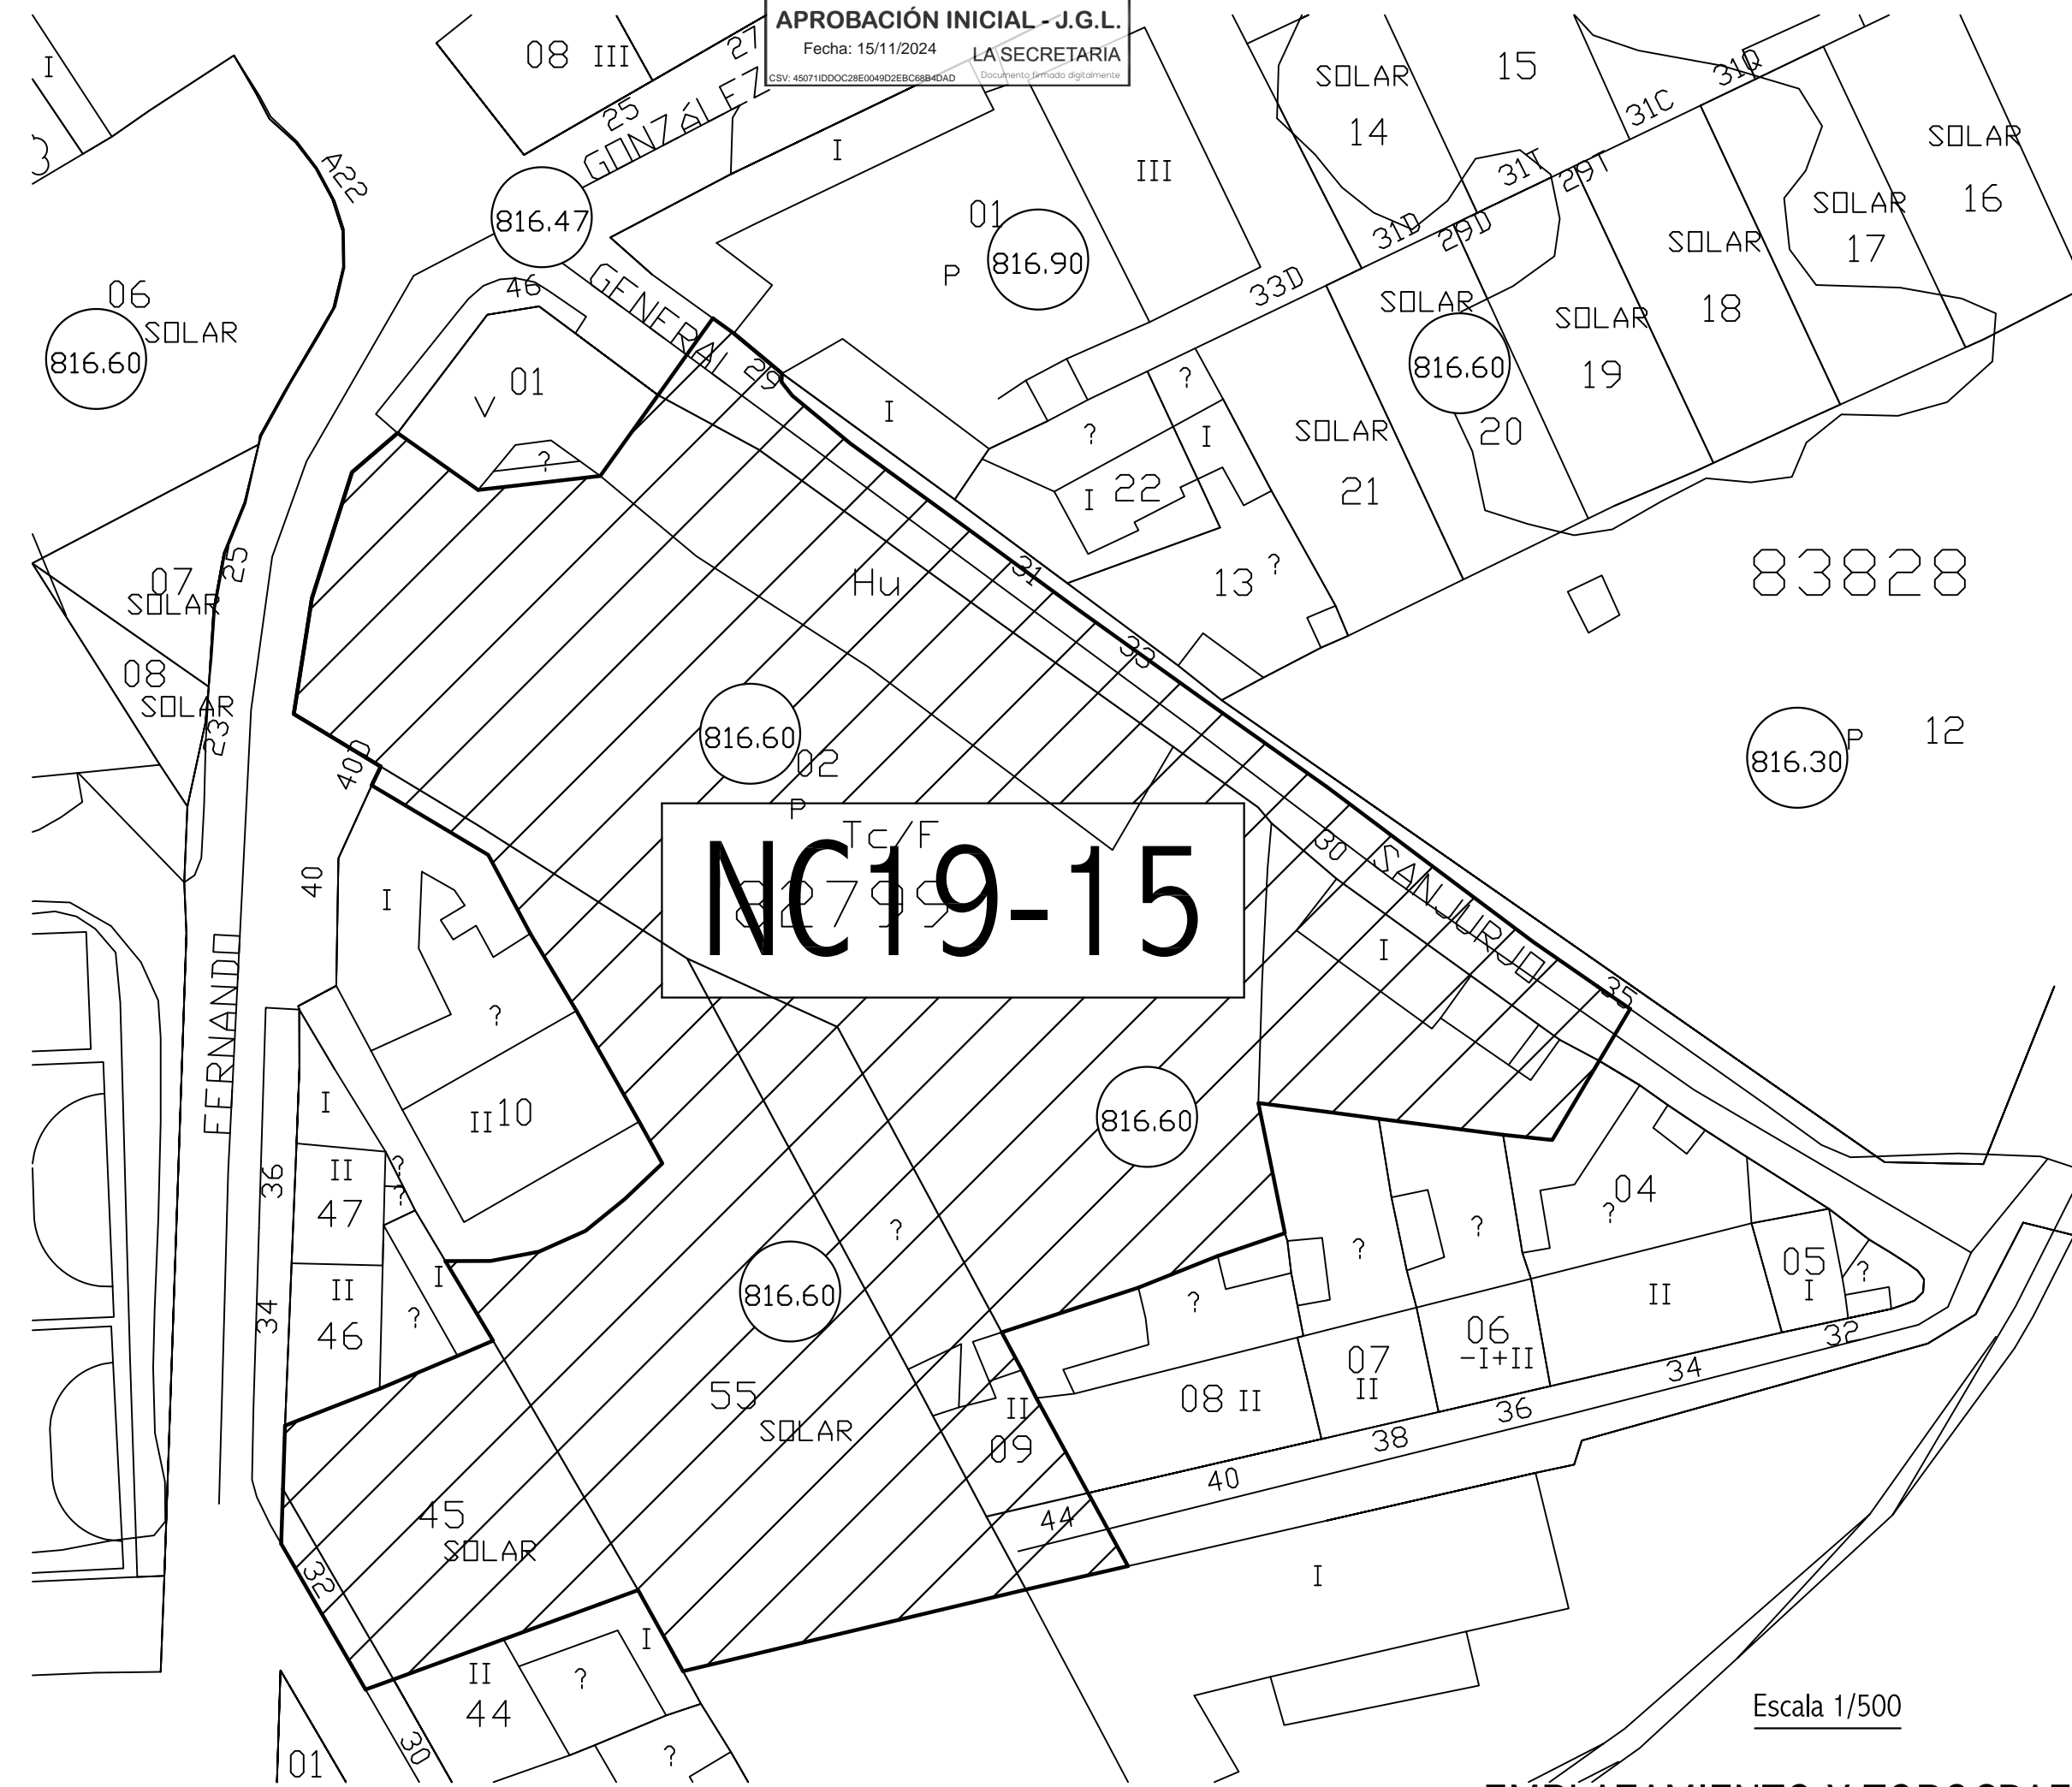 APROBACIÓN INICIAL - J.G.L.
Fecha: 15/11/2024
LA SECRETARIA
CSV: 45071IDDOC28E0049D2EBC68B4DAD
Documento firmado digitalmente
I
08 III
27
25
GONZÁLEZ
A22
I
III
01
P
816.47
816.90
SOLAR
14
15
31Q
31C
31T
29T
31D
29D
33D
SOLAR
16
SOLAR
17
SOLAR
18
SOLAR
19
SOLAR
816.60
20
SOLAR
21
06
SOLAR
816.60
46
GENERAL
29
01
V
?
I
?
?
I
I 22
13 ?
83828
07
SOLAR
25
08
SOLAR
23
Hu
31
33
816.60
02
P
Tc/F
82799
NC19-15
816.30
P
12
40D
40
I
?
II 10
30
SANJURJO
I
35
FERNANDO
I
36
II
47
?
?
34
II
46
?
I
816.60
?
816.60
04
?
?
?
?
05
I
?
II
32
06
-I+II
34
07
II
36
08 II
38
40
II
09
44
55
SOLAR
45
SOLAR
32
I
I
II
44
?
?
30
01
Escala 1/500